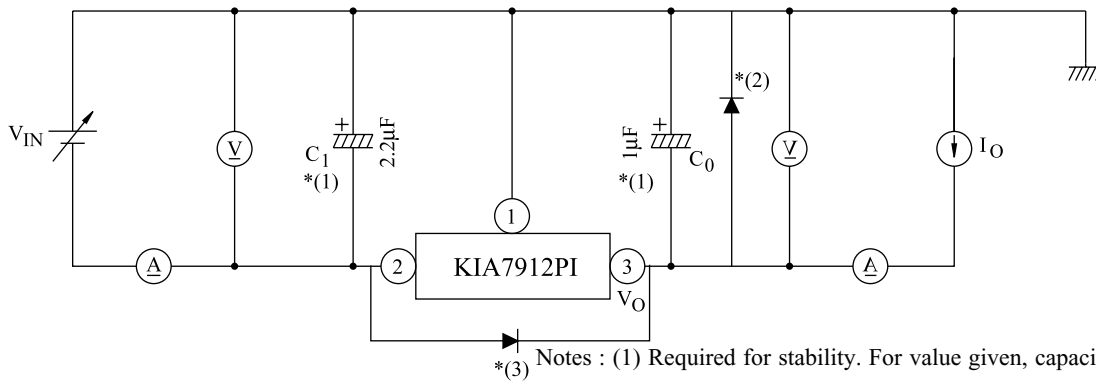 *(2)
V_IN
V
C_1
*(1)
2.2μF
1μF
*(1)
C_0
V
I_O
1
A
2
KIA7912PI
3
V_O
A
*(3)
Notes : (1) Required for stability. For value given, capaci